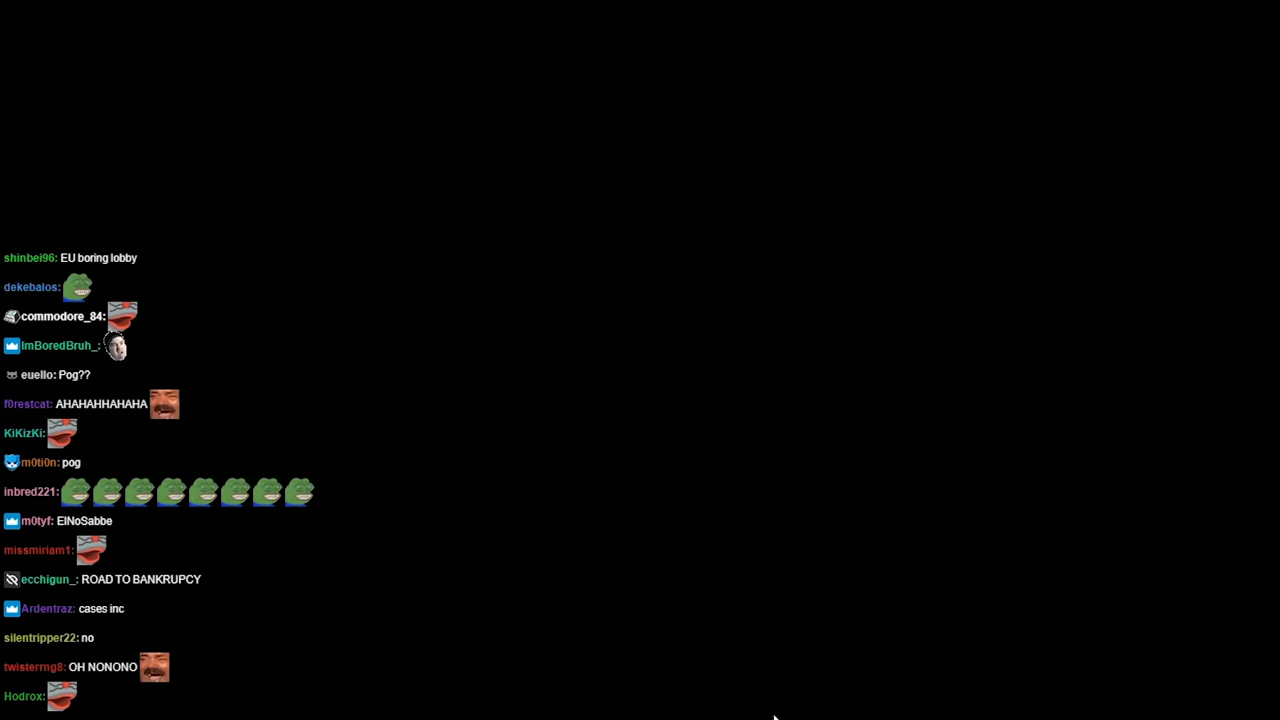 shinbei96: EU boring lobby
dekebalos:
commodore_84:
ImBoredBruh_:
euello: Pog??
f0restcat: AHAHAHHAHAHA
KiKizKi:
m0ti0n: pog
inbred221:
m0tyf: ElNoSabbe
missmiriam1:
ecchigun_: ROAD TO BANKRUPCY
Ardentraz: cases inc
silentripper22: no
twisterrng8: OH NONONO
Hodrox: